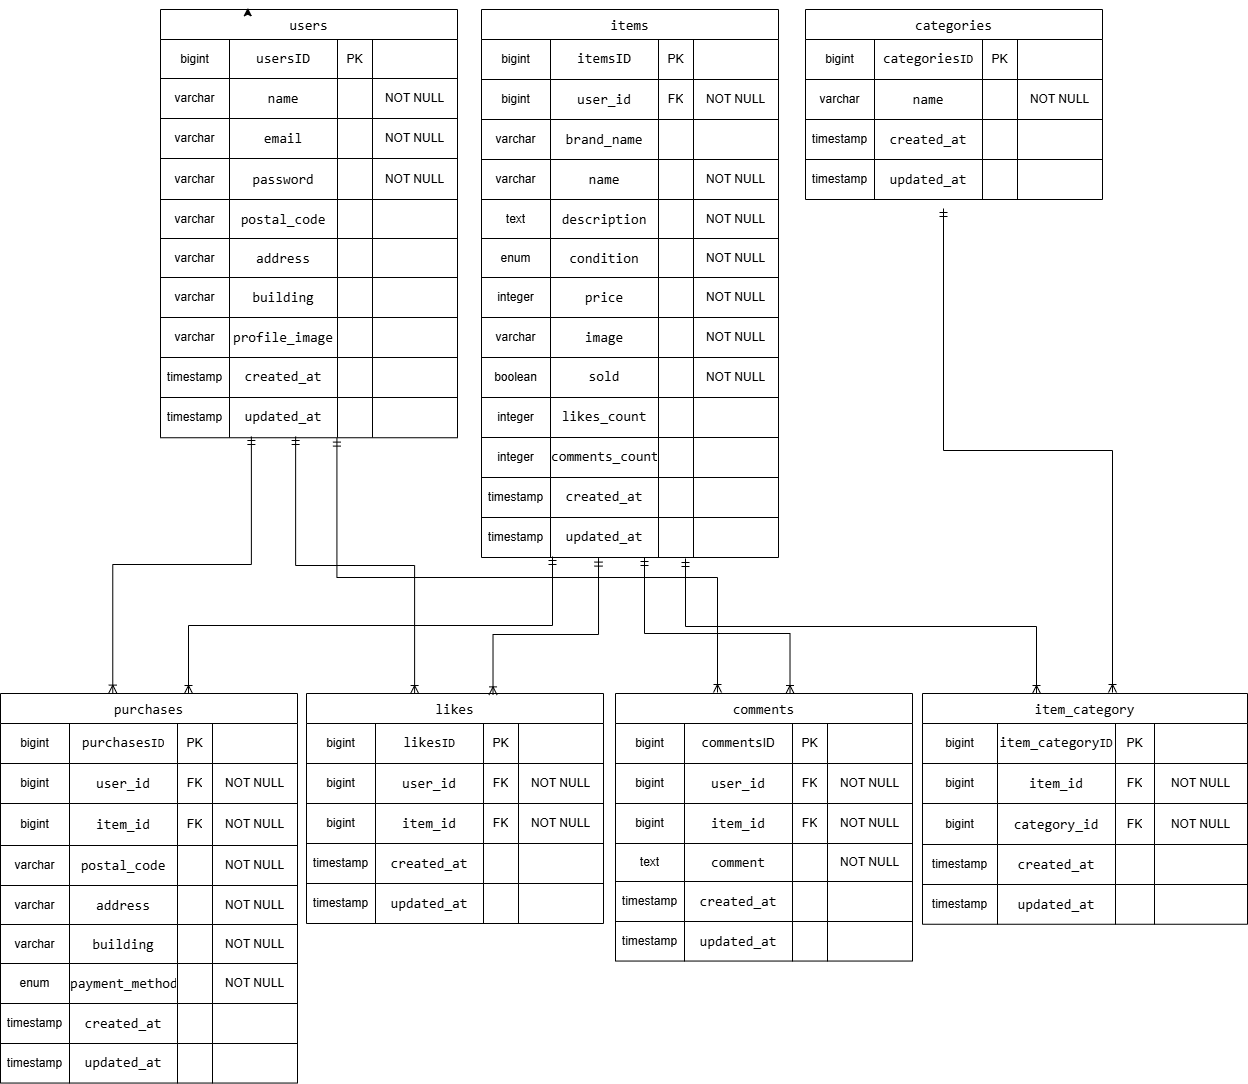 users
bigint usersID PK
varchar name NOT NULL
varchar email NOT NULL
varchar password NOT NULL
varchar postal_code
varchar address
varchar building
varchar profile_image
timestamp created_at
timestamp updated_at
items
bigint itemsID PK
bigint user_id FK NOT NULL
varchar brand_name
varchar name NOT NULL
text description NOT NULL
enum condition NOT NULL
integer price NOT NULL
varchar image NOT NULL
boolean sold NOT NULL
integer likes_count
integer comments_count
timestamp created_at
timestamp updated_at
categories
bigint categoriesID PK
varchar name NOT NULL
timestamp created_at
timestamp updated_at
purchases
bigint purchasesID PK
bigint user_id FK NOT NULL
bigint item_id FK NOT NULL
varchar postal_code NOT NULL
varchar address NOT NULL
varchar building NOT NULL
enum payment_method NOT NULL
timestamp created_at
timestamp updated_at
likes
bigint likesID PK
bigint user_id FK NOT NULL
bigint item_id FK NOT NULL
timestamp created_at
timestamp updated_at
comments
bigint commentsID PK
bigint user_id FK NOT NULL
bigint item_id FK NOT NULL
text comment NOT NULL
timestamp created_at
timestamp updated_at
item_category
bigint item_categoryID PK
bigint item_id FK NOT NULL
bigint category_id FK NOT NULL
timestamp created_at
timestamp updated_at